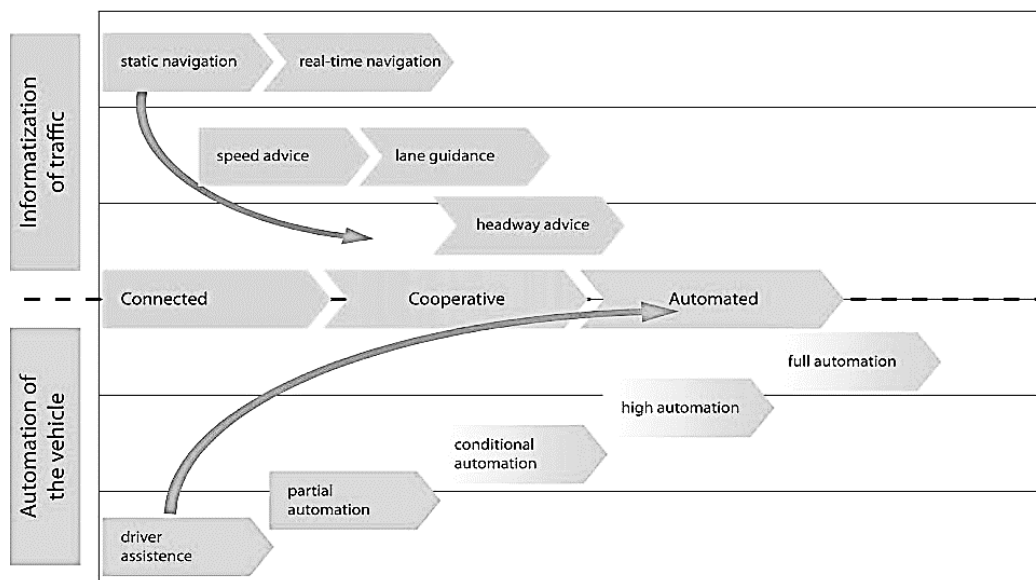 Informatization
of traffic
static navigation
real-time navigation
speed advice
lane guidance
headway advice
Connected
Cooperative
Automated
Automation of
the vehicle
full automation
high automation
conditional
automation
partial
automation
driver
assistence